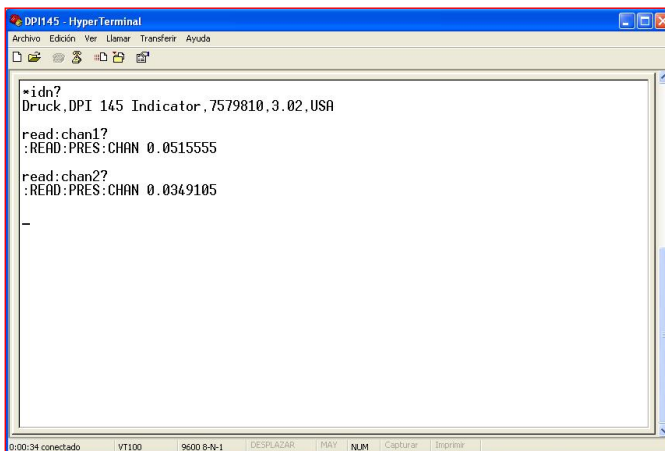 DPI145 - HyperTerminal
Archivo Edición Ver Llamar Transferir Ayuda
*idn?
Druck,DPI 145 Indicator,7579810,3.02,USA
read:chan1?
:READ:PRES:CHAN 0.0515555
read:chan2?
:READ:PRES:CHAN 0.0349105
0:00:34 conectado VT100 9600 8-N-1 DESPLAZAR MAY NUM Capturar Imprimir